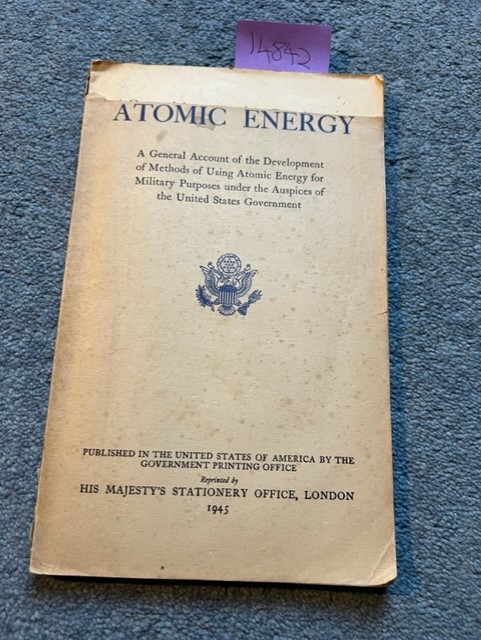 14842
ATOMIC ENERGY
A General Account of the Development
of Methods of Using Atomic Energy for
Military Purposes under the Auspices of
the United States Government
PUBLISHED IN THE UNITED STATES OF AMERICA BY THE
GOVERNMENT PRINTING OFFICE
Reprinted by
HIS MAJESTY'S STATIONERY OFFICE, LONDON
1945